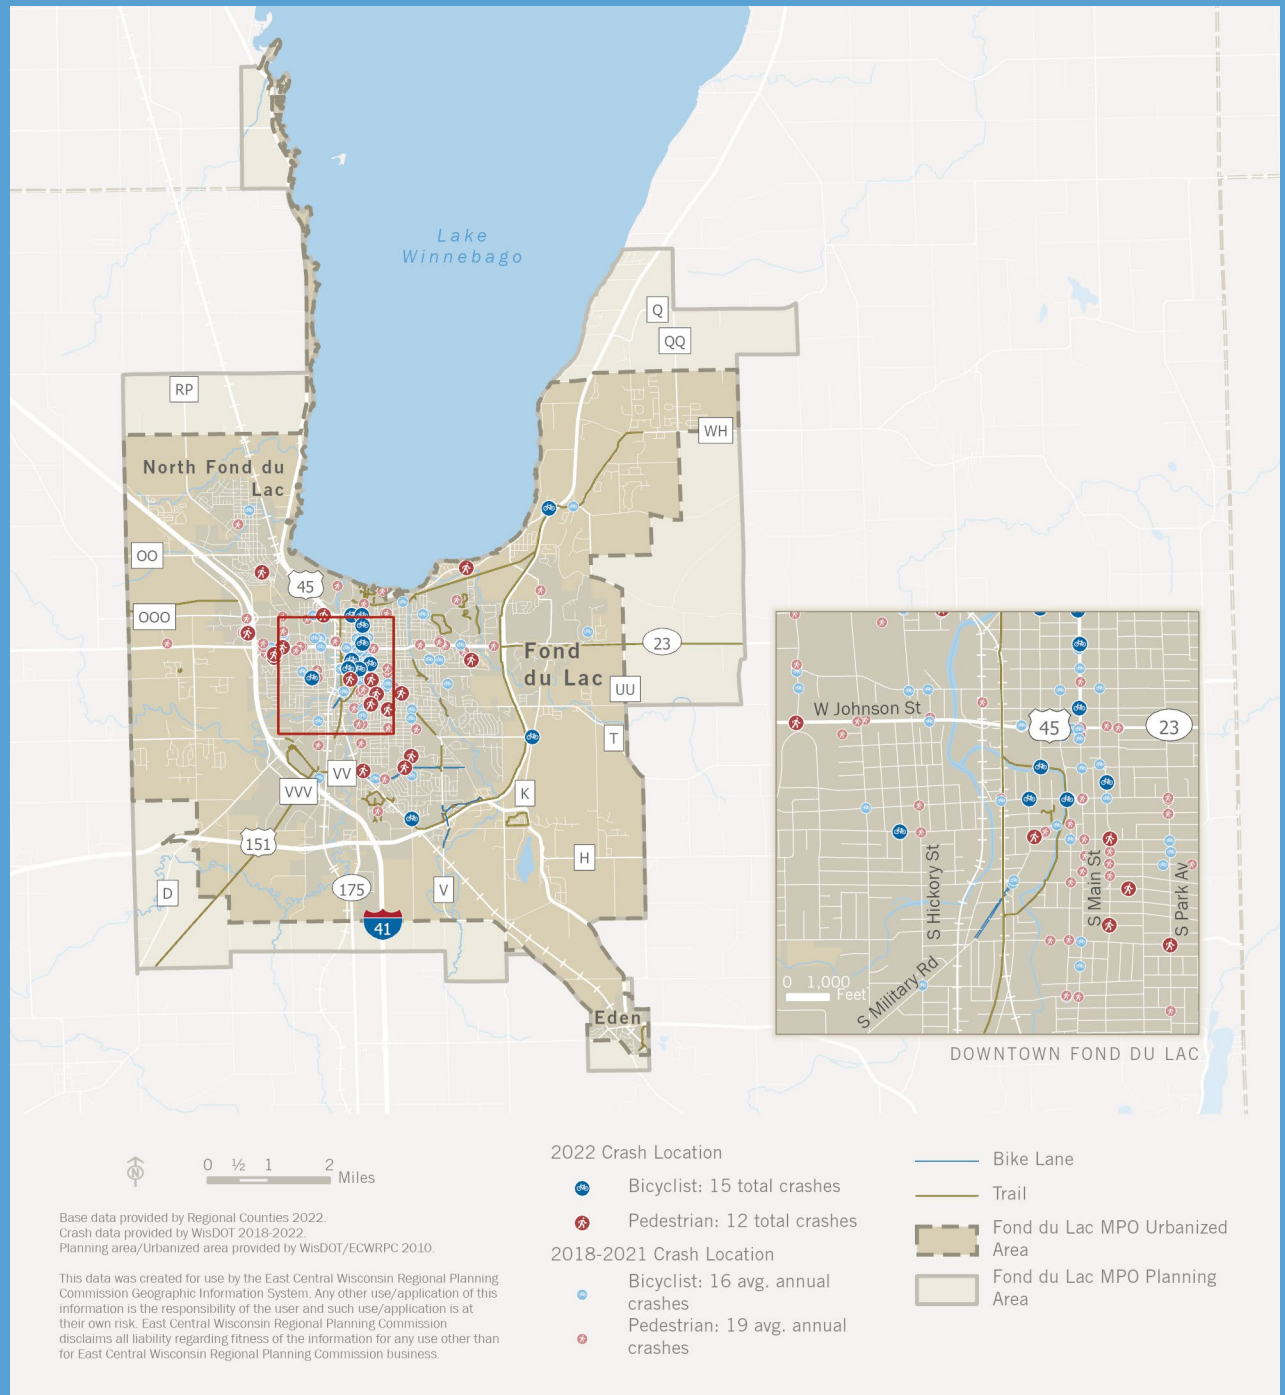 Lake
Winnebago
Q
QQ
RP
WH
North Fond du
Lac
OO
45
OOO
Fond
du Lac
23
UU
T
VV
VVV
K
151
H
175
V
D
41
Eden
W Johnson St
45
23
S Hickory St
S Main St
S Park Av
S Military Rd
0 1,000
Feet
DOWNTOWN FOND DU LAC
N
0 ½ 1 2
Miles
Base data provided by Regional Counties 2022.
Crash data provided by WisDOT 2018-2022.
Planning area/Urbanized area provided by WisDOT/ECWRPC 2010.
This data was created for use by the East Central Wisconsin Regional Planning
Commission Geographic Information System. Any other use/application of this
information is the responsibility of the user and such use/application is at
their own risk. East Central Wisconsin Regional Planning Commission
disclaims all liability regarding fitness of the information for any use other than
for East Central Wisconsin Regional Planning Commission business.
2022 Crash Location
Bicyclist: 15 total crashes
Pedestrian: 12 total crashes
2018-2021 Crash Location
Bicyclist: 16 avg. annual
crashes
Pedestrian: 19 avg. annual
crashes
Bike Lane
Trail
Fond du Lac MPO Urbanized
Area
Fond du Lac MPO Planning
Area